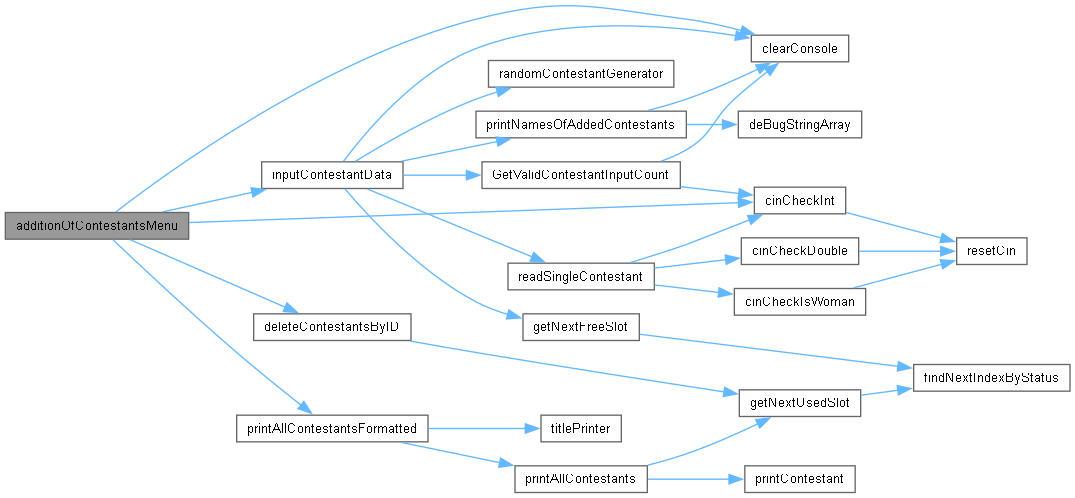 clearConsole
randomContestantGenerator
printNamesOfAddedContestants
deBugStringArray
inputContestantData
GetValidContestantInputCount
cinCheckInt
additionOfContestantsMenu
cinCheckDouble
resetCin
readSingleContestant
cinCheckIsWoman
deleteContestantsByID
getNextFreeSlot
findNextIndexByStatus
getNextUsedSlot
printAllContestantsFormatted
titlePrinter
printAllContestants
printContestant